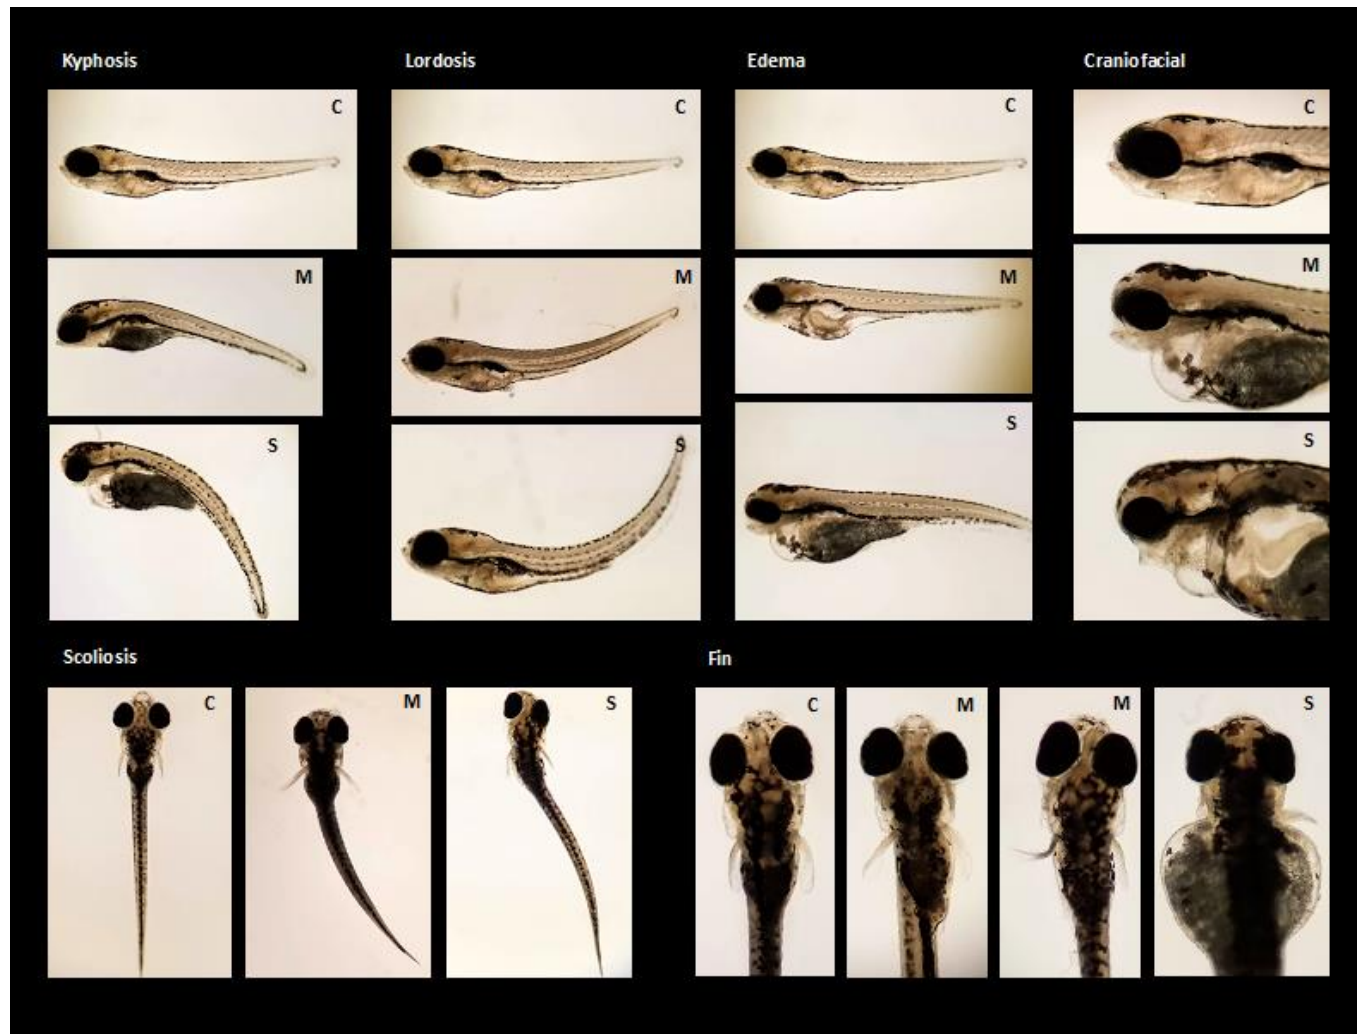 Kyphosis Lordosis Edema Craniofacial
C C C C
M M M M
S S S S
Scoliosis Fin
C M S C M M S